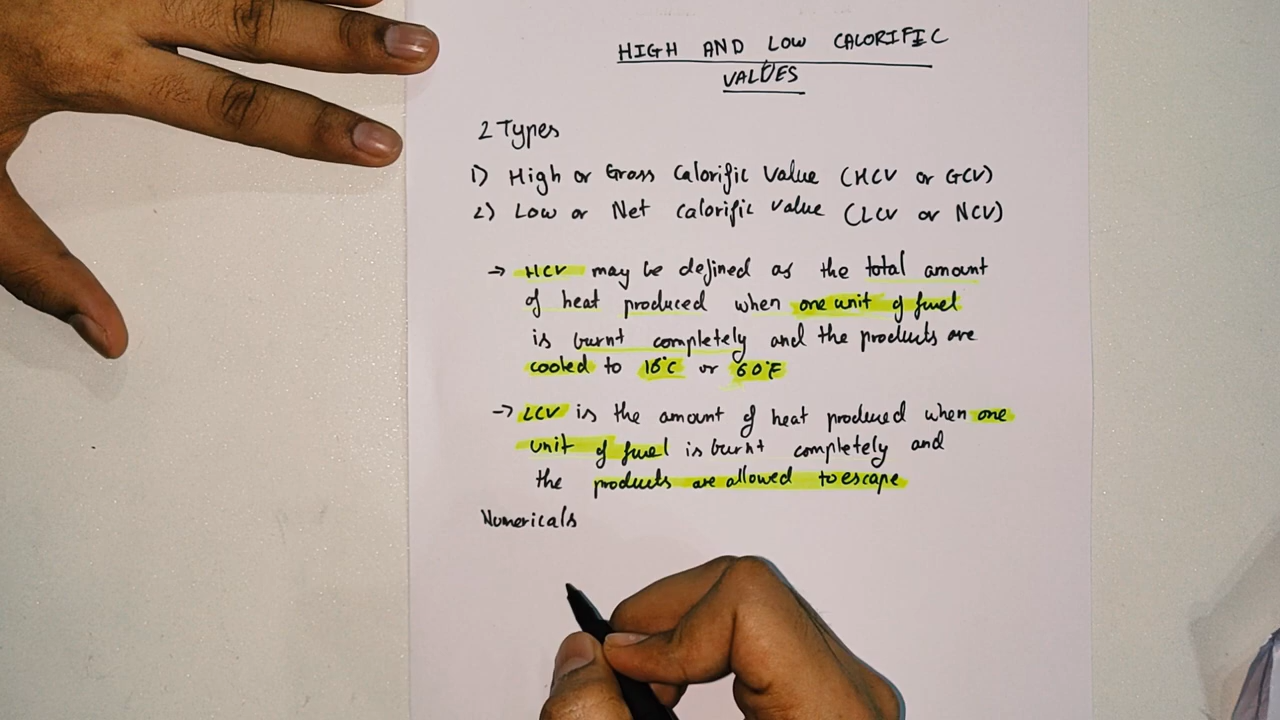 HIGH AND LOW CALORIFIC
VALUES
2 Types
1) High or Gross Calorific Value (HCV or GCV)
2) Low or Net Calorific Value (LCV or NCV)
→ HCV may be defined as the total amount
of heat produced when one unit of fuel
is burnt completely and the products are
cooled to 16°C or 60°F
→ LCV is the amount of heat produced when one
unit of fuel is burnt completely and
the products are allowed to escape
Numericals